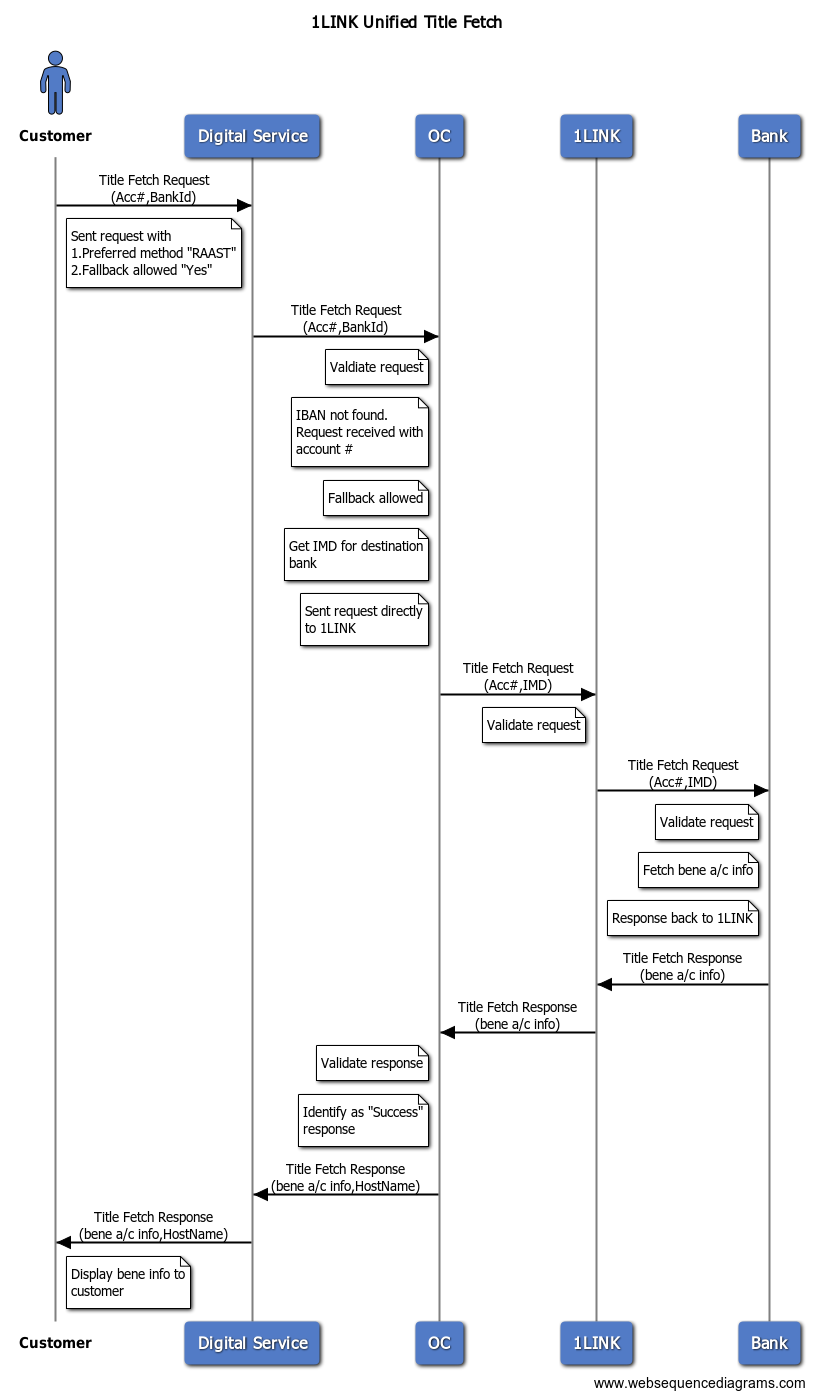 1LINK Unified Title Fetch
Customer
Digital Service
OC
1LINK
Bank
Title Fetch Request
(Acc#,BankId)
Sent request with
1.Preferred method "RAAST"
2.Fallback allowed "Yes"
Title Fetch Request
(Acc#,BankId)
Valdiate request
IBAN not found.
Request received with
account #
Fallback allowed
Get IMD for destination
bank
Sent request directly
to 1LINK
Title Fetch Request
(Acc#,IMD)
Validate request
Title Fetch Request
(Acc#,IMD)
Validate request
Fetch bene a/c info
Response back to 1LINK
Title Fetch Response
(bene a/c info)
Title Fetch Response
(bene a/c info)
Validate response
Identify as "Success"
response
Title Fetch Response
(bene a/c info,HostName)
Title Fetch Response
(bene a/c info,HostName)
Display bene info to
customer
Customer
Digital Service
OC
1LINK
Bank
www.websequencediagrams.com